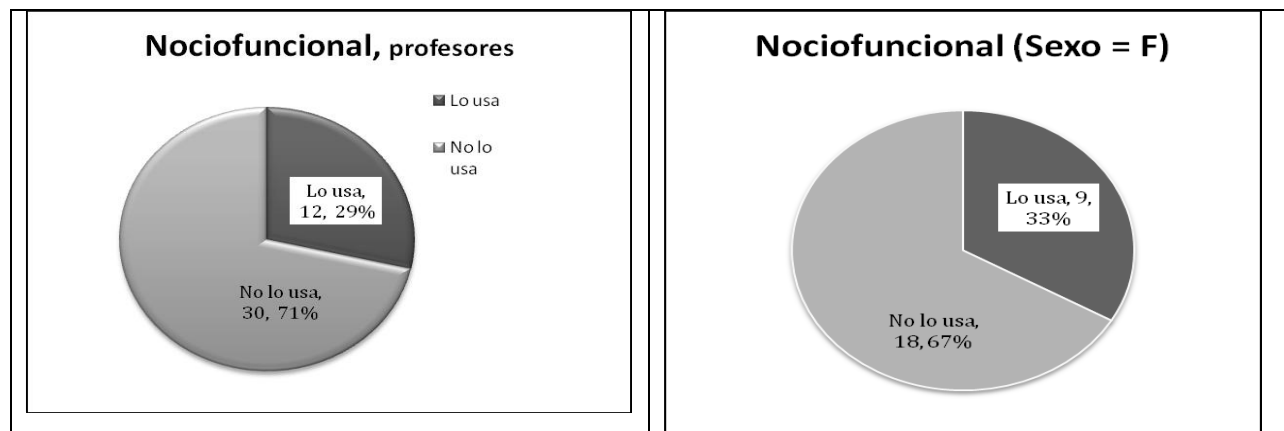 Nociofuncional, profesores
Lo usa
No lo
usa
Lo usa,
12, 29%
No lo usa,
30, 71%
Nociofuncional (Sexo = F)
Lo usa, 9,
33%
No lo usa,
18, 67%